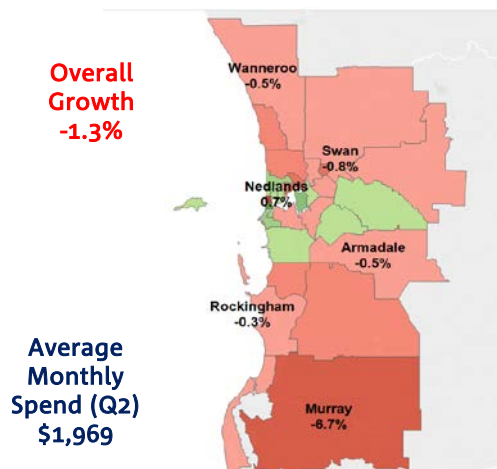 Overall
Growth
-1.3%
Wanneroo
-0.5%
Swan
-0.8%
Nedlands
0.7%
Armadale
-0.5%
Rockingham
-0.3%
Average
Monthly
Spend (Q2)
$1,969
Murray
-6.7%